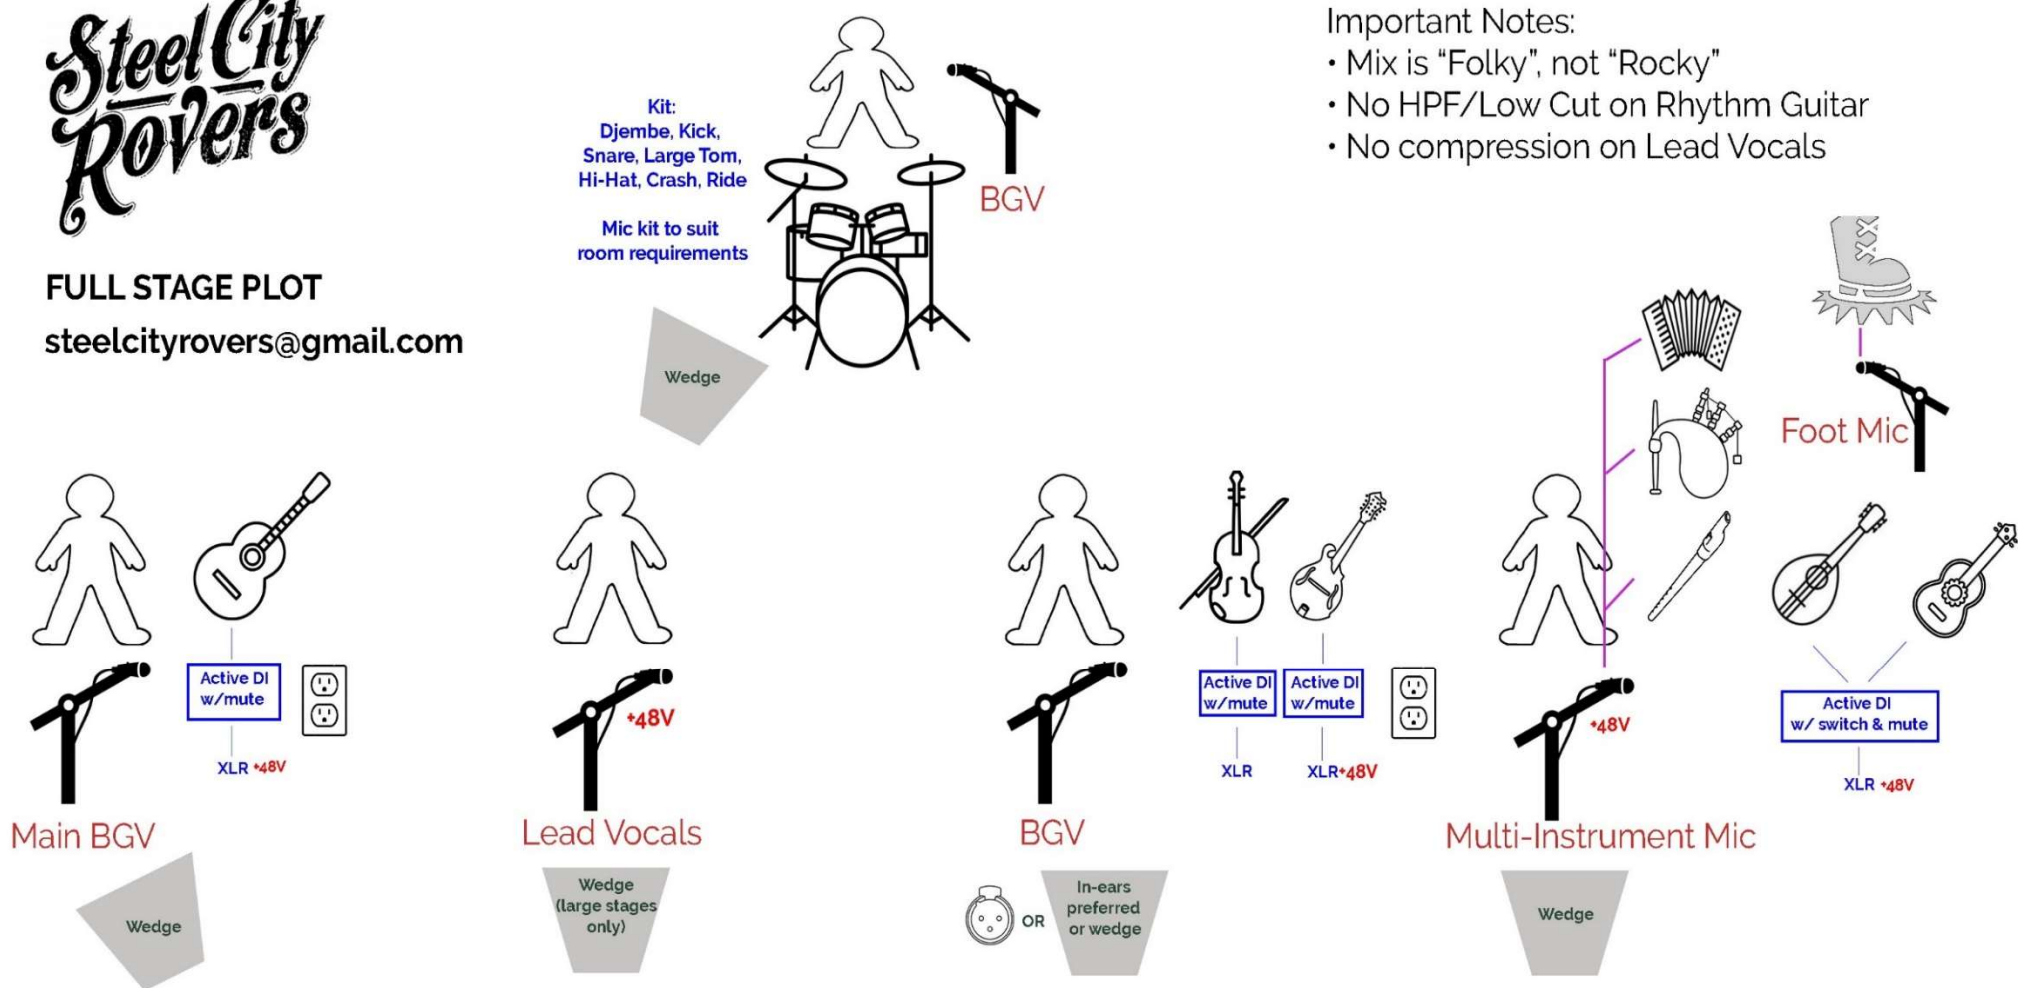 Steel City
Rovers
FULL STAGE PLOT
steelcityrovers@gmail.com
Kit:
Djembe, Kick,
Snare, Large Tom,
Hi-Hat, Crash, Ride
Mic kit to suit
room requirements
BGV
Wedge
Important Notes:
• Mix is “Folky”, not “Rocky”
• No HPF/Low Cut on Rhythm Guitar
• No compression on Lead Vocals
Foot Mic
Active DI
w/mute
XLR +48V
Main BGV
Wedge
+48V
Lead Vocals
Wedge
(large stages
only)
Active DI
w/mute
XLR
Active DI
w/mute
XLR+48V
BGV
OR
In-ears
preferred
or wedge
+48V
Multi-Instrument Mic
Wedge
Active DI
w/ switch & mute
XLR +48V